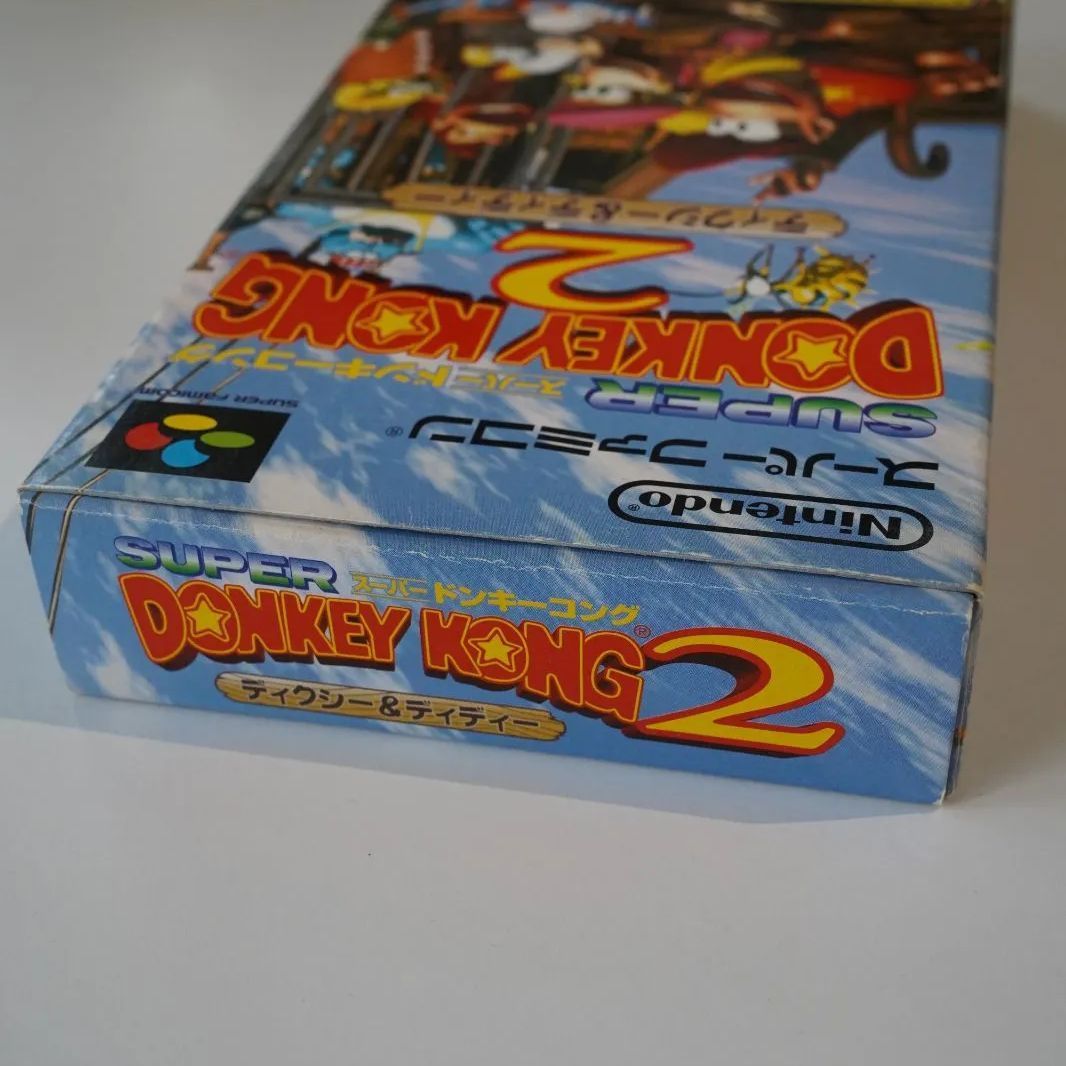 ディクシー&ディディー
2
DONKEY KONG
スーパードンキーコング
SUPER
SUPER FAMICOM
スーパーファミコン®
Nintendo®
SUPER
スーパードンキーコング
DONKEY KONG®2
ディクシー&ディディー